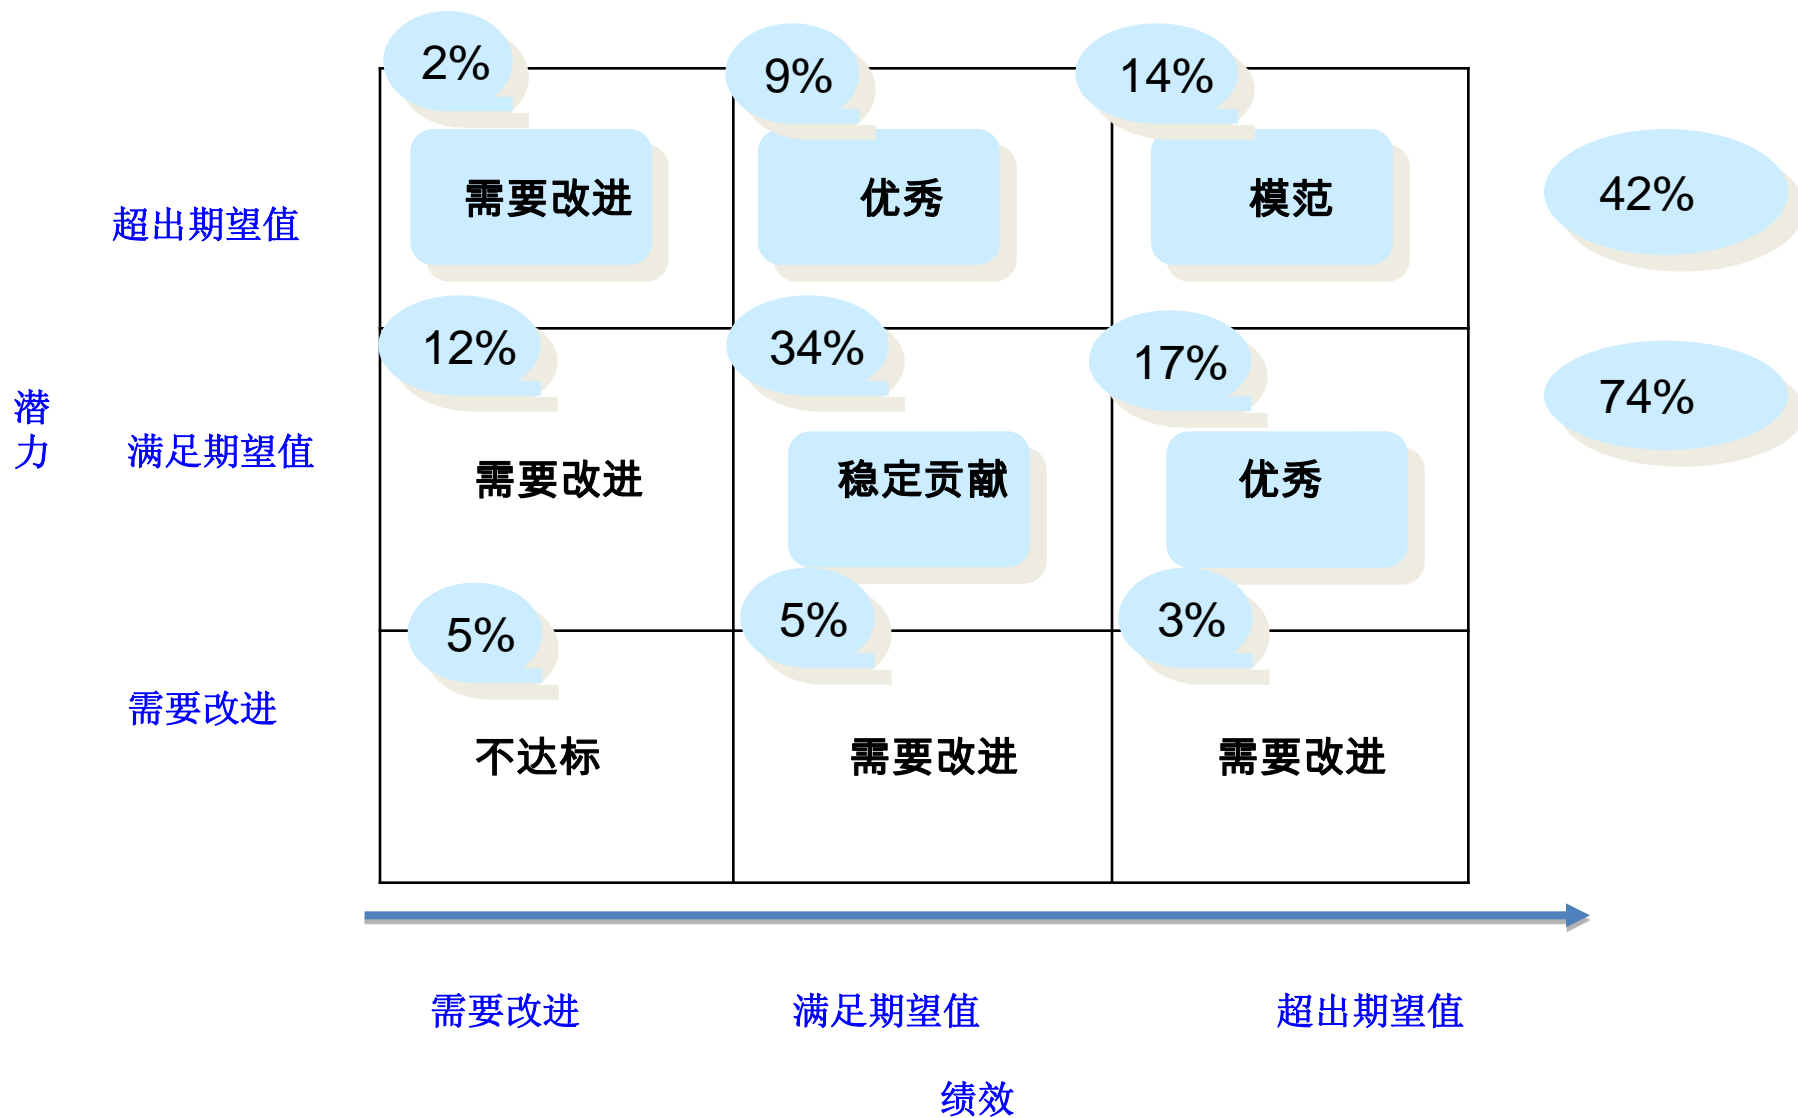 2%
9%
14%
需要改进
优秀
模范
42%
超出期望值
12%
34%
17%
74%
潜
力
满足期望值
需要改进
稳定贡献
优秀
5%
5%
3%
需要改进
不达标
需要改进
需要改进
需要改进
满足期望值
超出期望值
绩效